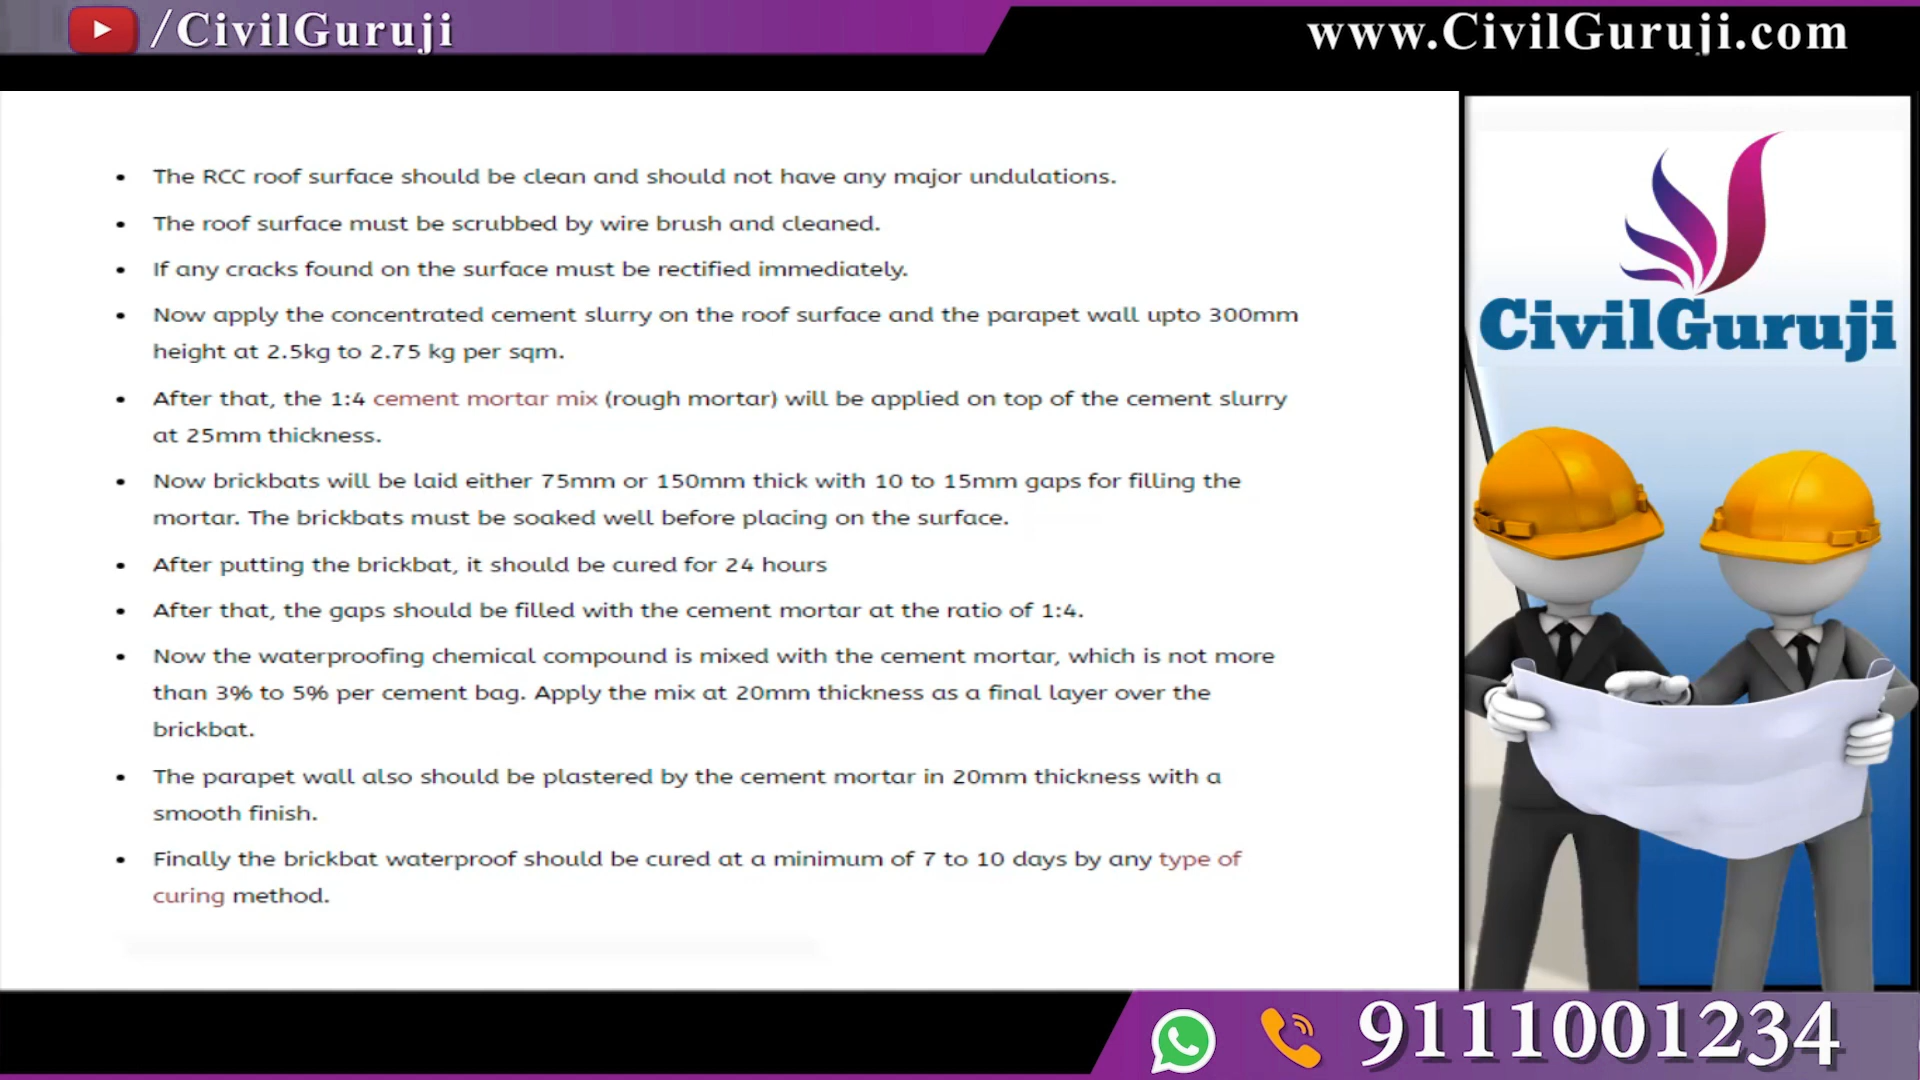 /CivilGuruji
www.CivilGuruji.com
• The RCC roof surface should be clean and should not have any major undulations.
• The roof surface must be scrubbed by wire brush and cleaned.
• If any cracks found on the surface must be rectified immediately.
• Now apply the concentrated cement slurry on the roof surface and the parapet wall upto 300mm
height at 2.5kg to 2.75 kg per sqm.
• After that, the 1:4 cement mortar mix (rough mortar) will be applied on top of the cement slurry
at 25mm thickness.
• Now brickbats will be laid either 75mm or 150mm thick with 10 to 15mm gaps for filling the
mortar. The brickbats must be soaked well before placing on the surface.
• After putting the brickbat, it should be cured for 24 hours
• After that, the gaps should be filled with the cement mortar at the ratio of 1:4.
• Now the waterproofing chemical compound is mixed with the cement mortar, which is not more
than 3% to 5% per cement bag. Apply the mix at 20mm thickness as a final layer over the
brickbat.
• The parapet wall also should be plastered by the cement mortar in 20mm thickness with a
smooth finish.
• Finally the brickbat waterproof should be cured at a minimum of 7 to 10 days by any type of
curing method.
CivilGuruji
9111001234